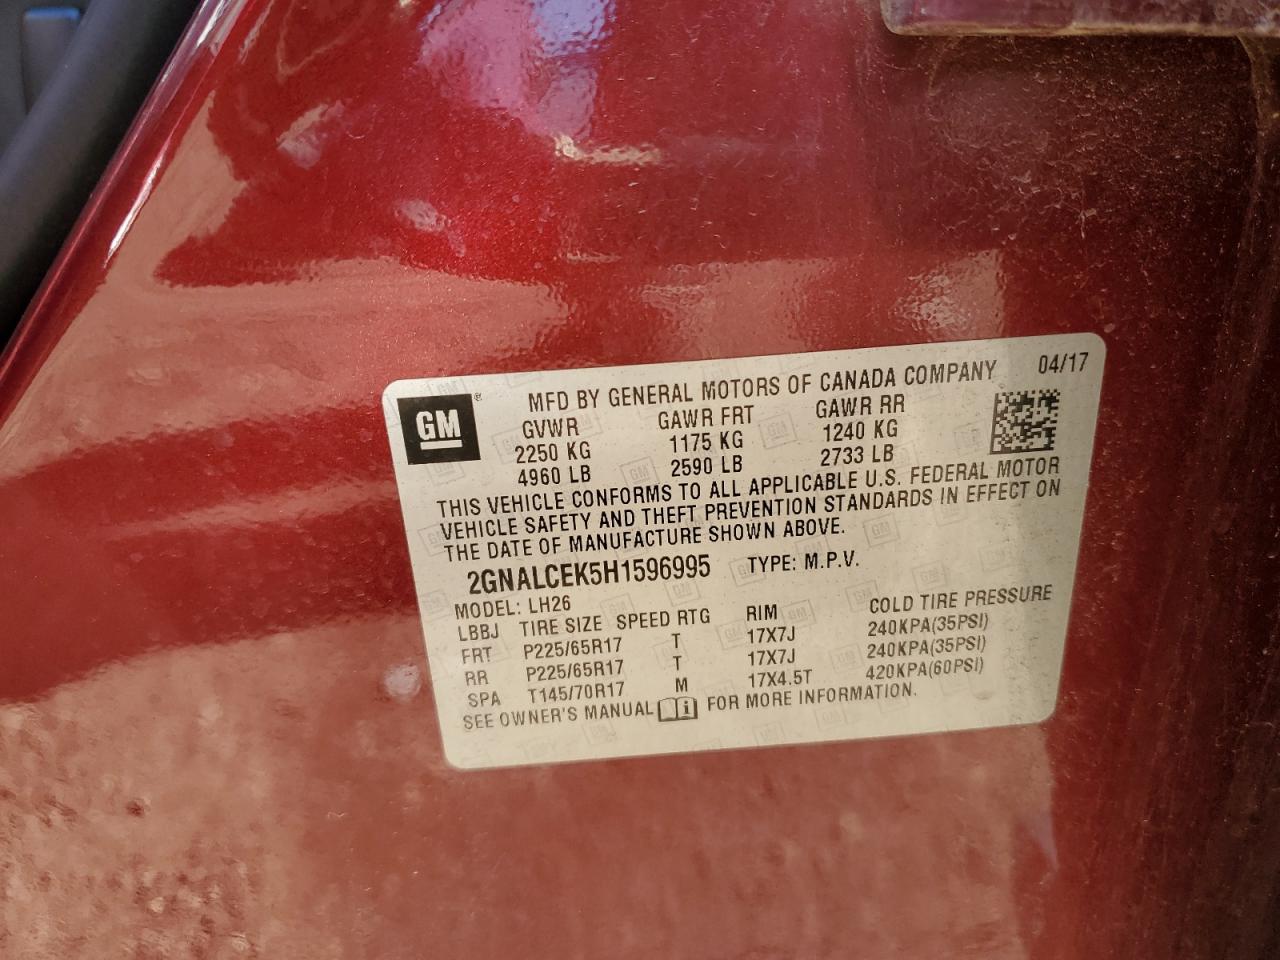 GM ®
MFD BY GENERAL MOTORS OF CANADA COMPANY 04/17
GVWR GAWR FRT GAWR RR
2250 KG 1175 KG 1240 KG
4960 LB 2590 LB 2733 LB
THIS VEHICLE CONFORMS TO ALL APPLICABLE U.S. FEDERAL MOTOR
VEHICLE SAFETY AND THEFT PREVENTION STANDARDS IN EFFECT ON
THE DATE OF MANUFACTURE SHOWN ABOVE.
2GNALCEK5H1596995 TYPE: M.P.V.
MODEL: LH26
LBBJ TIRE SIZE SPEED RTG RIM COLD TIRE PRESSURE
FRT P225/65R17 T 17X7J 240KPA(35PSI)
RR P225/65R17 T 17X7J 240KPA(35PSI)
SPA T145/70R17 M 17X4.5T 420KPA(60PSI)
SEE OWNER'S MANUAL i FOR MORE INFORMATION.